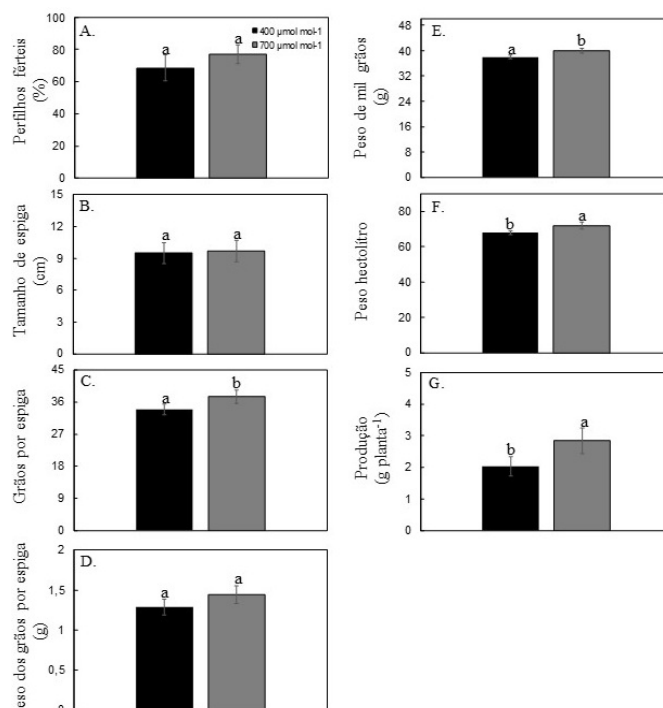 A.
400 µmol mol-1
700 µmol mol-1
Perfilhos férteis
(%)
100
80
60
40
20
0
a
a
B.
Tamanho de espiga
(cm)
15
12
9
6
3
0
a
a
C.
Grãos por espiga
45
36
27
18
9
0
a
b
D.
eso dos grãos por espiga
(g)
2
1,5
1
0,5
0
a
a
E.
Peso de mil grãos
(g)
48
40
32
24
16
8
0
a
b
F.
Peso hectolitro
80
60
40
20
0
b
a
G.
Produção
(g planta⁻¹)
5
4
3
2
1
0
b
a